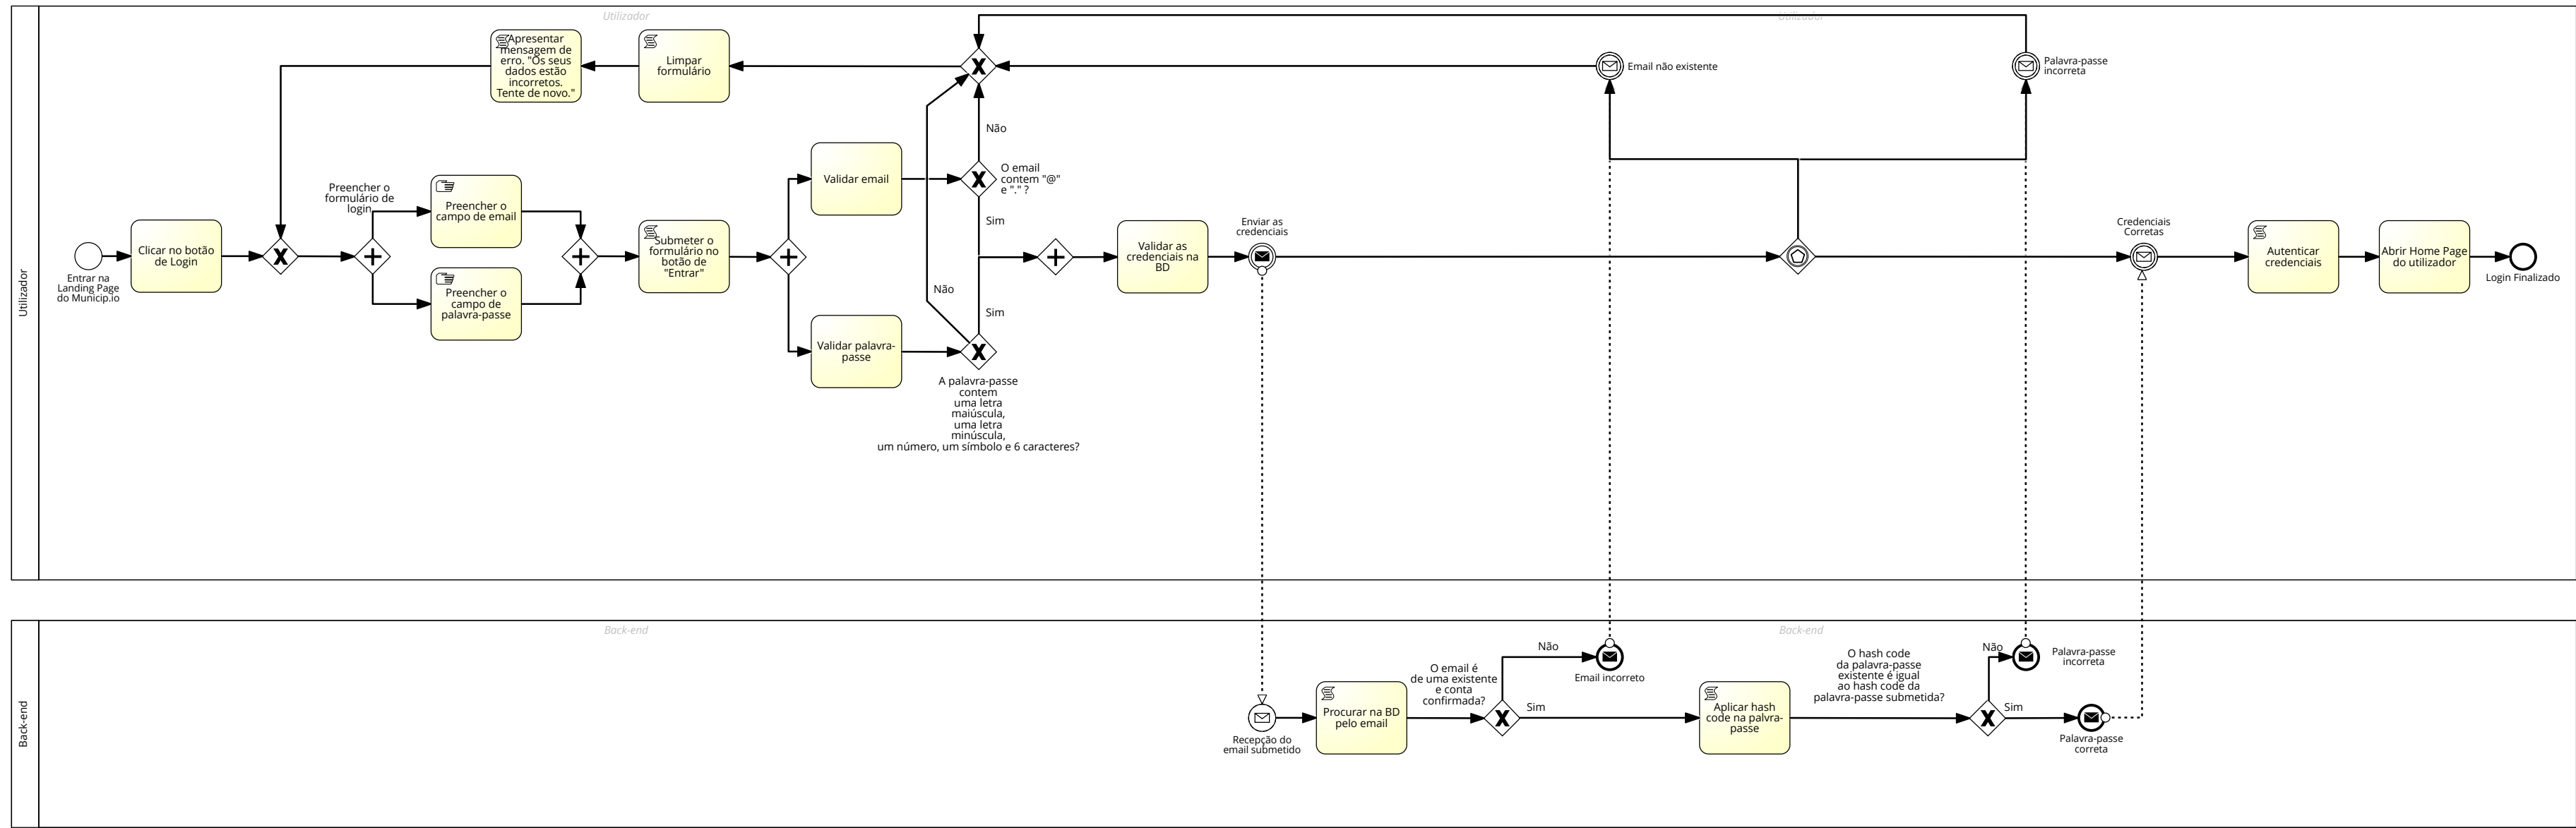 Utilizador
Utilizador
Utilizador
Apresentar
mensagem de
erro. "Os seus
dados estão
incorretos.
Tente de novo."
Limpar
formulário
Email não existente
Palavra-passe
incorreta
Não
Preencher o
formulário de
login
Preencher o
campo de email
Validar email
O email
contem "@"
e "." ?
Sim
Entrar na
Landing Page
do Municip.io
Clicar no botão
de Login
Preencher o
campo de
palavra-passe
Submeter o
formulário no
botão de
"Entrar"
Não
Sim
Validar palavra-
passe
A palavra-passe
contem
uma letra
maiúscula,
uma letra
minúscula,
um número, um símbolo e 6 caracteres?
Validar as
credenciais na
BD
Enviar as
credenciais
Credenciais
Corretas
Autenticar
credenciais
Abrir Home Page
do utilizador
Login Finalizado
Back-end
Back-end
Back-end
Recepção do
email submetido
Procurar na BD
pelo email
O email é
de uma existente
e conta
confirmada?
Não
Email incorreto
Sim
Aplicar hash
code na palvra-
passe
O hash code
da palavra-passe
existente é igual
ao hash code da
palavra-passe submetida?
Não
Palavra-passe
incorreta
Sim
Palavra-passe
correta